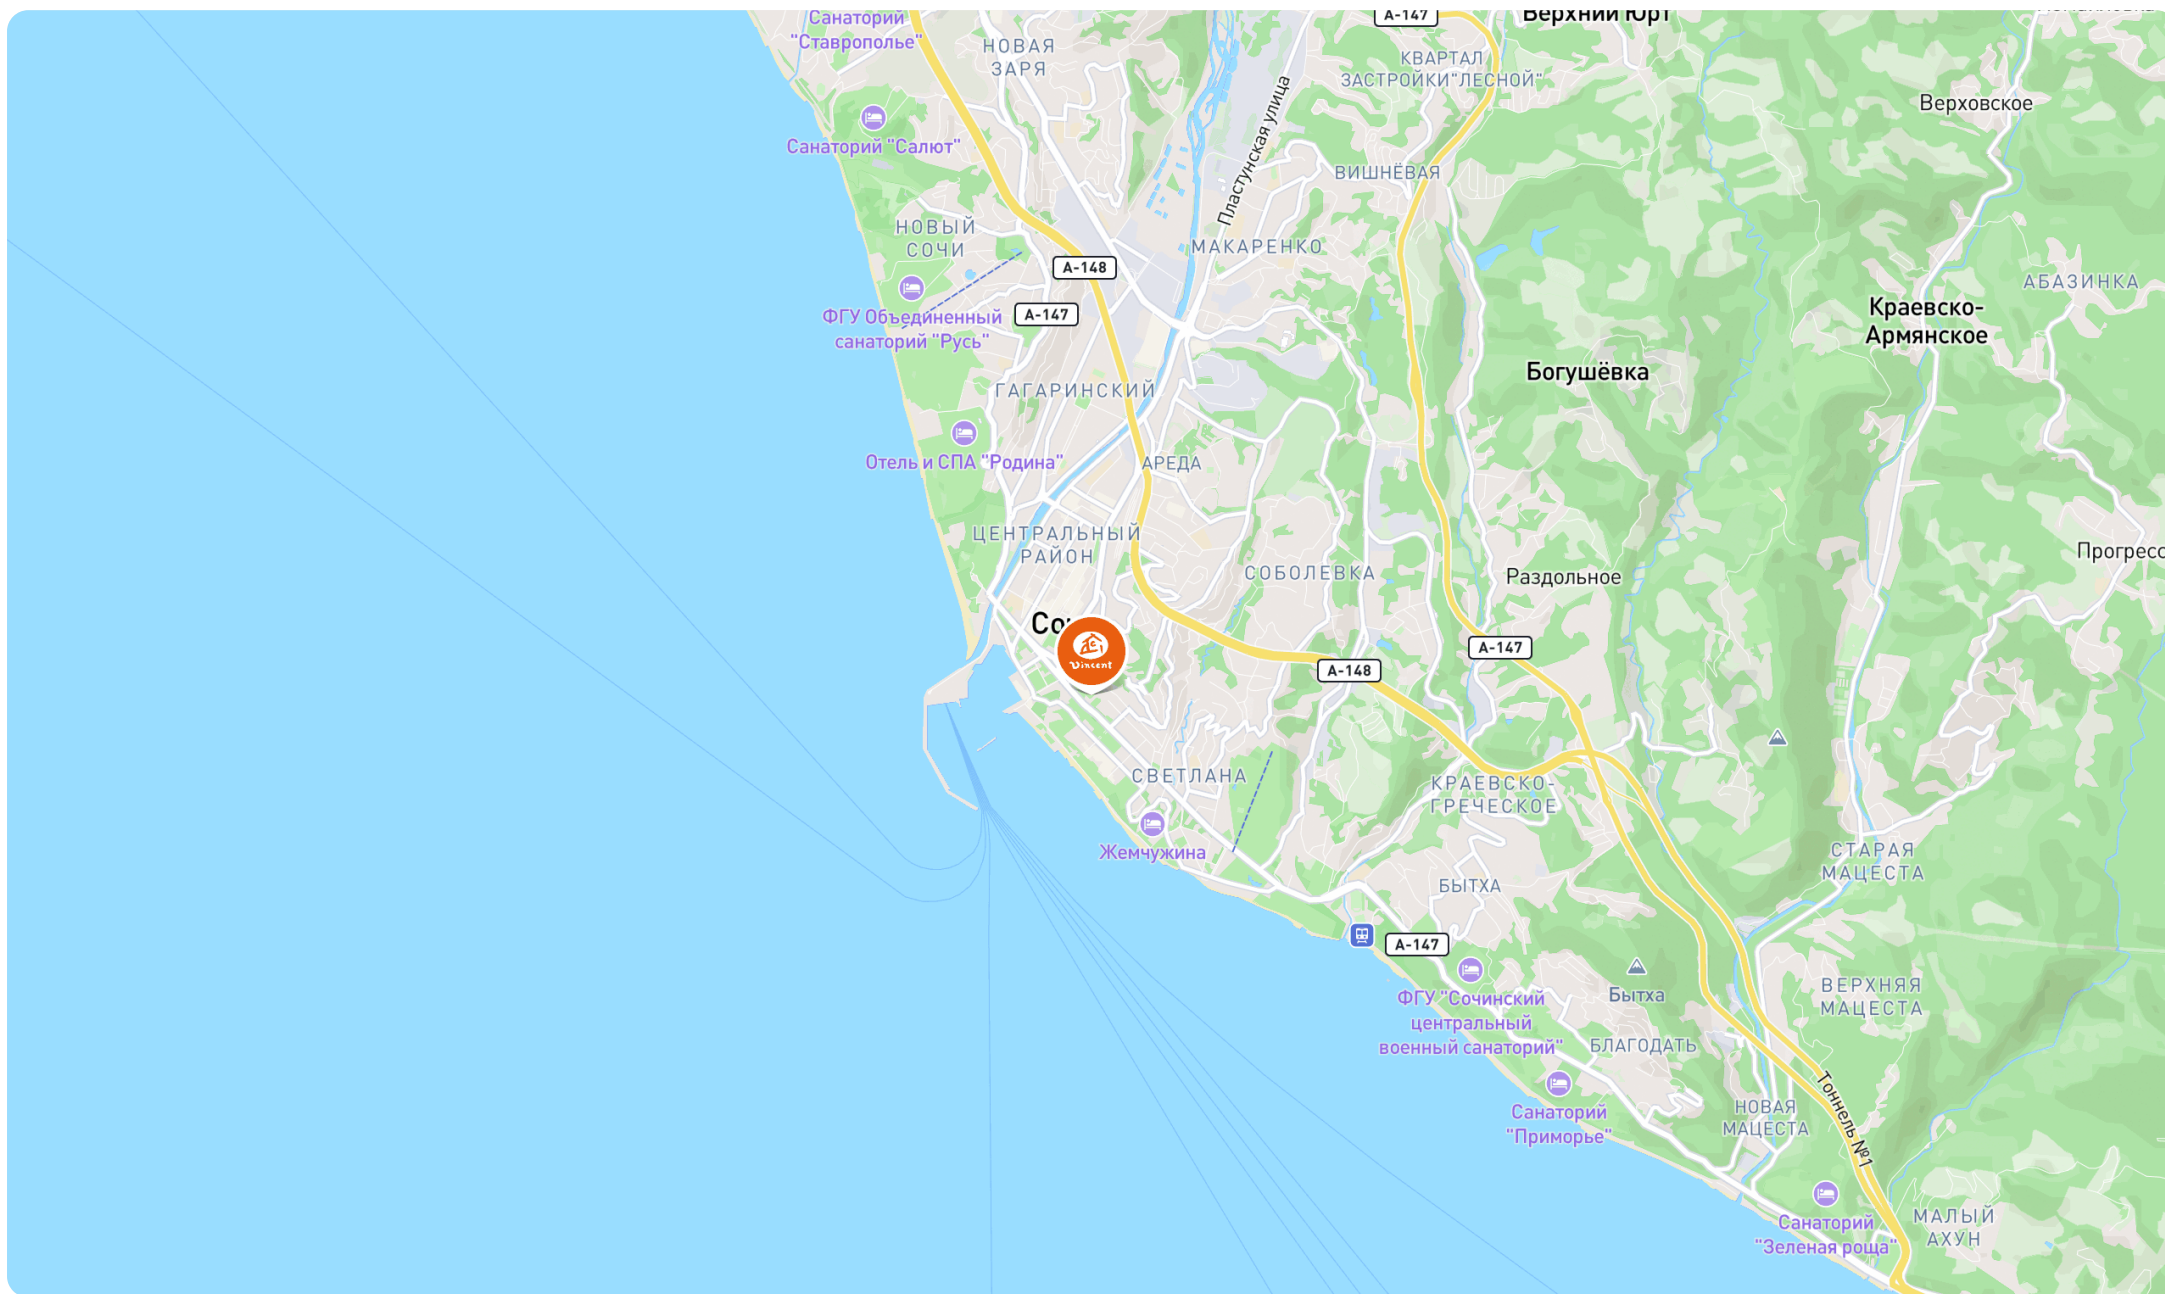 Санаторий
"Ставрополье"
НОВАЯ
ЗАРЯ
А-147
Верхний Юрт
КВАРТАЛ
ЗАСТРОЙКИ"ЛЕСНОЙ"
Верховское
Санаторий "Салют"
Пластунская улица
ВИШНЁВАЯ
НОВЫЙ
СОЧИ
МАКАРЕНКО
А-148
АБАЗИНКА
А-147
ФГУ Объединенный
санаторий "Русь"
Краевско-
Армянское
Богушёвка
ГАГАРИНСКИЙ
Отель и СПА "Родина"
АРЕДА
ЦЕНТРАЛЬНЫЙ
РАЙОН
Прогресс
СОБОЛЕВКА
Раздольное
Vincent
А-147
А-148
СВЕТЛАНА
КРАЕВСКО-
ГРЕЧЕСКОЕ
Жемчужина
СТАРАЯ
МАЦЕСТА
БЫТХА
А-147
ФГУ "Сочинский
центральный
военный санаторий"
Бытха
ВЕРХНЯЯ
МАЦЕСТА
БЛАГОДАТЬ
Санаторий
"Приморье"
НОВАЯ
МАЦЕСТА
Тоннель №1
Санаторий
"Зеленая роща"
МАЛЫЙ
АХУН